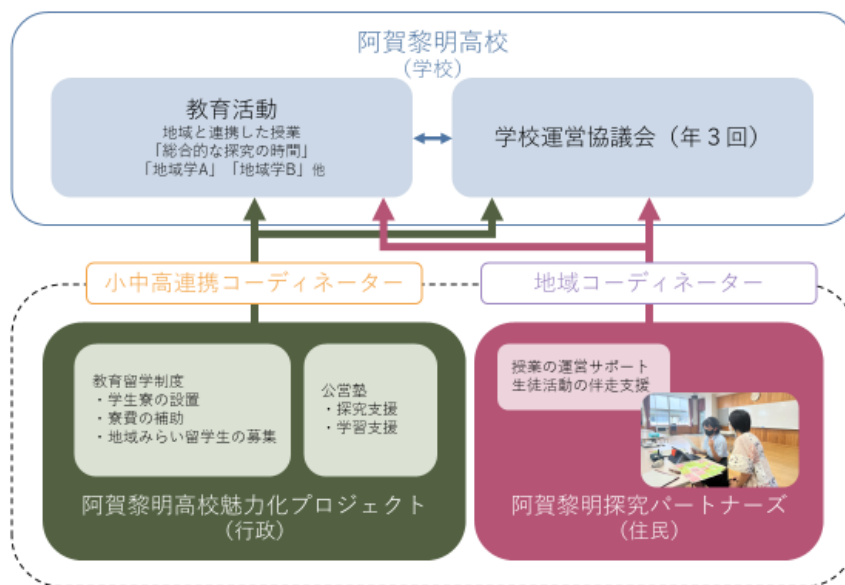 阿賀黎明高校
(学校)
教育活動
地域と連携した授業
「総合的な探究の時間」
「地域学A」「地域学B」他
学校運営協議会（年３回）
小中高連携コーディネーター
地域コーディネーター
教育留学制度
・学生寮の設置
・寮費の補助
・地域みらい留学生の募集
公営塾
・探究支援
・学習支援
阿賀黎明高校魅力化プロジェクト
(行政)
授業の運営サポート
生徒活動の伴走支援
阿賀黎明探究パートナーズ
(住民)